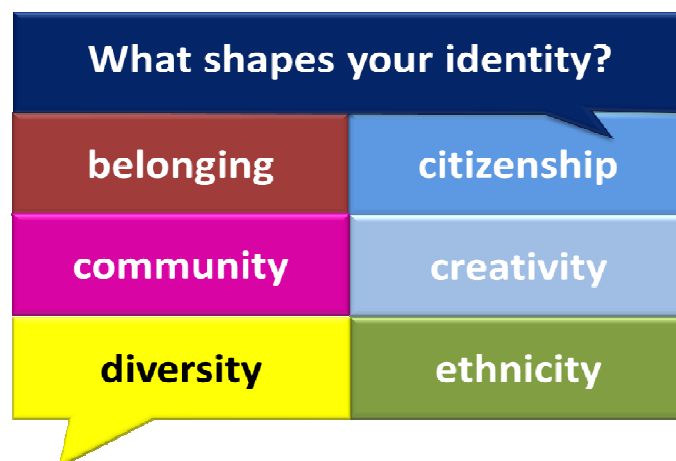 What shapes your identity?
belonging citizenship
community creativity
diversity ethnicity